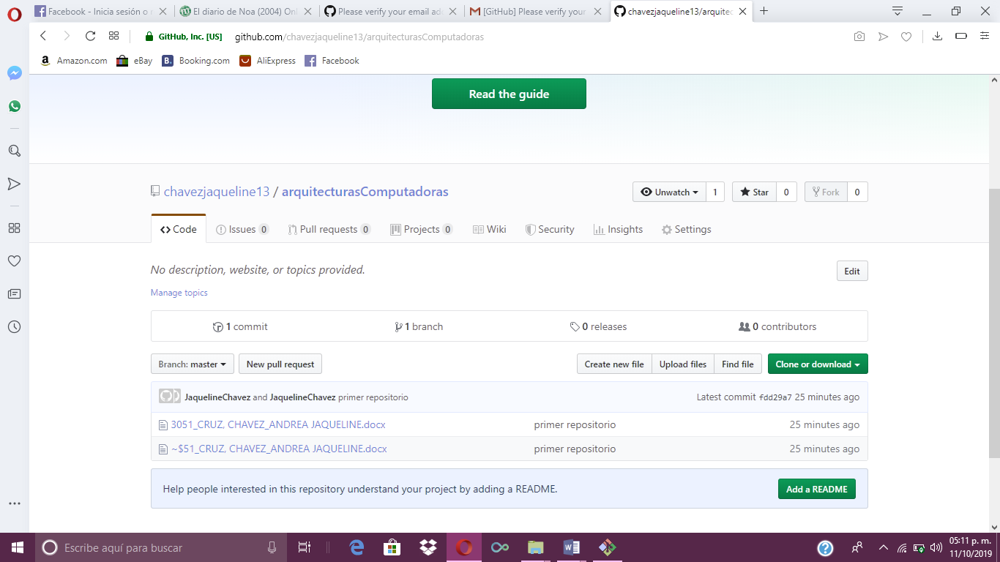 Facebook - Inicia sesión o r
El diario de Noa (2004) Onl
Please verify your email ad
[GitHub] Please verify your
chavezjaqueline13/arquitec
GitHub, Inc. [US]
github.com/chavezjaqueline13/arquitecturasComputadoras
Amazon.com
eBay
Booking.com
AliExpress
Facebook
Read the guide
chavezjaqueline13 / arquitecturasComputadoras
Unwatch 1
Star 0
Fork 0
Code
Issues 0
Pull requests 0
Projects 0
Wiki
Security
Insights
Settings
No description, website, or topics provided.
Edit
Manage topics
1 commit
1 branch
0 releases
0 contributors
Branch: master
New pull request
Create new file
Upload files
Find file
Clone or download
JaquelineChavez and JaquelineChavez primer repositorio
Latest commit fdd29a7 25 minutes ago
3051_CRUZ, CHAVEZ_ANDREA JAQUELINE.docx
primer repositorio
25 minutes ago
~$51_CRUZ, CHAVEZ_ANDREA JAQUELINE.docx
primer repositorio
25 minutes ago
Help people interested in this repository understand your project by adding a README.
Add a README
Escribe aquí para buscar
05:11 p. m.
11/10/2019